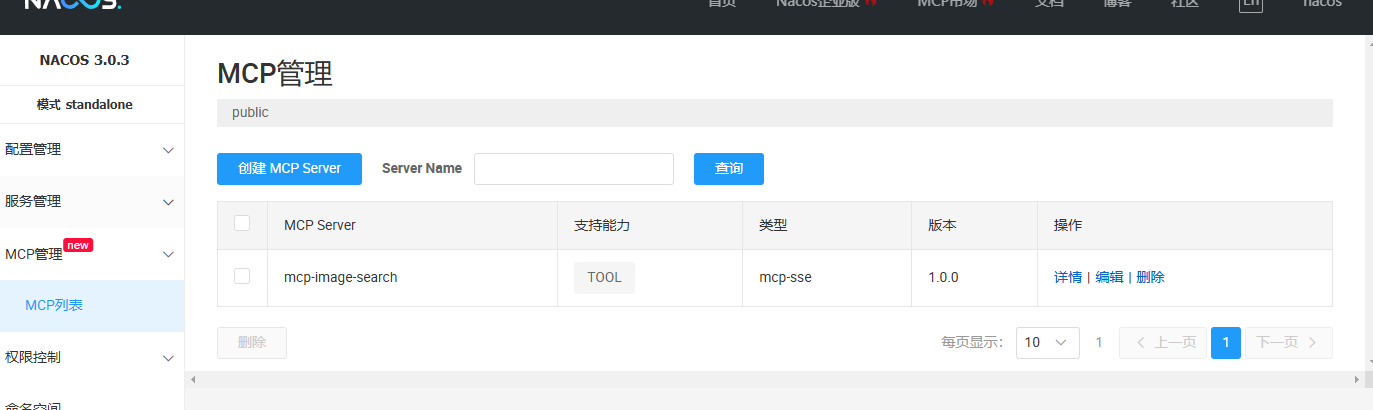 NACOS.
首页 Nacos企业版 MCP市场 文档 博客 社区 En nacos
NACOS 3.0.3
模式 standalone
配置管理
服务管理
MCP管理 new
MCP列表
权限控制
命名空间
MCP管理
public
创建 MCP Server Server Name 查询
MCP Server 支持能力 类型 版本 操作
mcp-image-search TOOL mcp-sse 1.0.0 详情 | 编辑 | 删除
删除 每页显示: 10 1 上一页 1 下一页